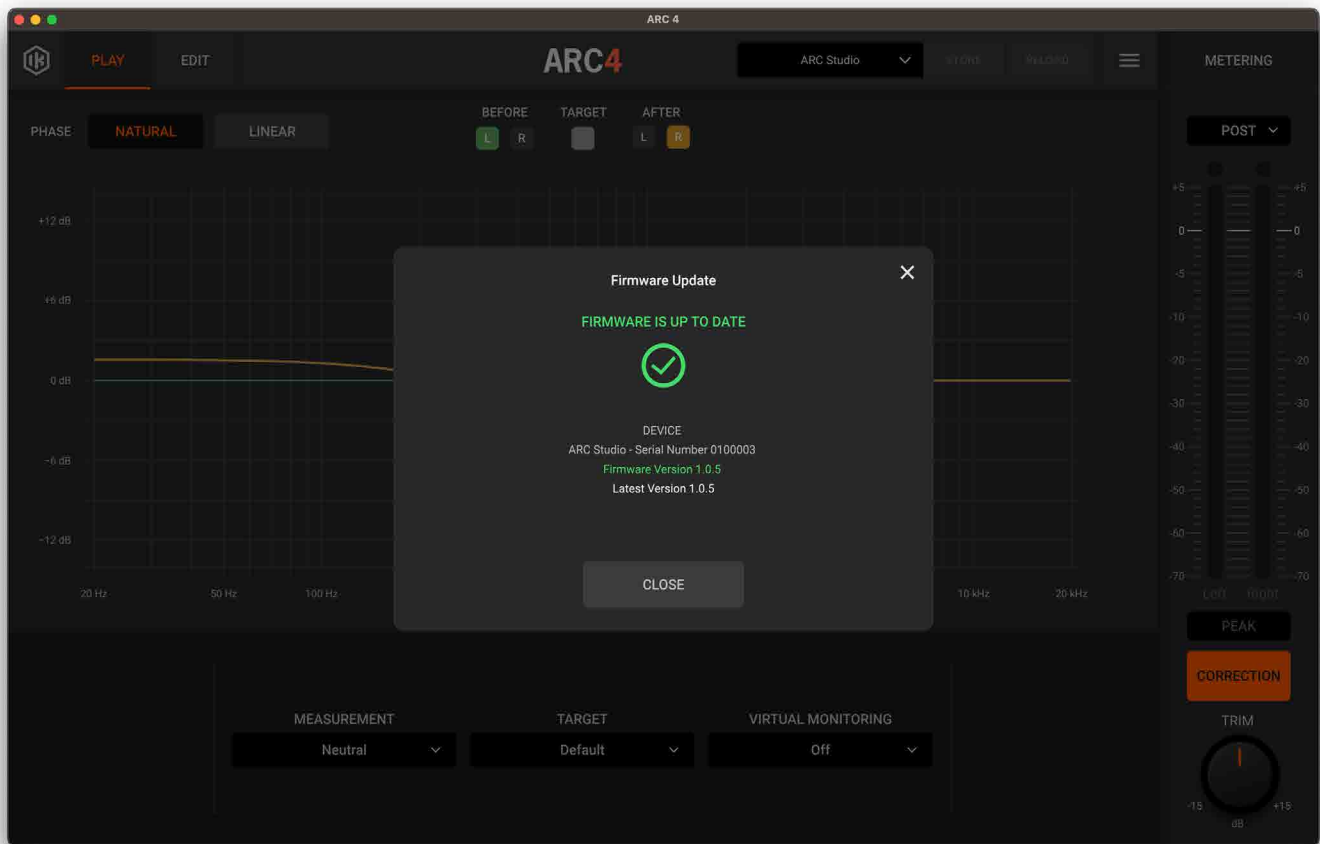 ARC 4
PLAY
EDIT
ARC4
ARC Studio
STORE
RELOAD
METERING
PHASE
NATURAL
LINEAR
BEFORE
TARGET
AFTER
L
R
L
R
POST
+12 dB
+6 dB
0 dB
-6 dB
-12 dB
20 Hz
50 Hz
100 Hz
10 kHz
20 kHz
Firmware Update
FIRMWARE IS UP TO DATE
DEVICE
ARC Studio - Serial Number 0100003
Firmware Version 1.0.5
Latest Version 1.0.5
CLOSE
+5 +5
0 0
-5 -5
-10 -10
-20 -20
-30 -30
-40 -40
-50 -50
-60 -60
-70 -70
Left Right
PEAK
CORRECTION
TRIM
-15 +15
dB
MEASUREMENT
Neutral
TARGET
Default
VIRTUAL MONITORING
Off